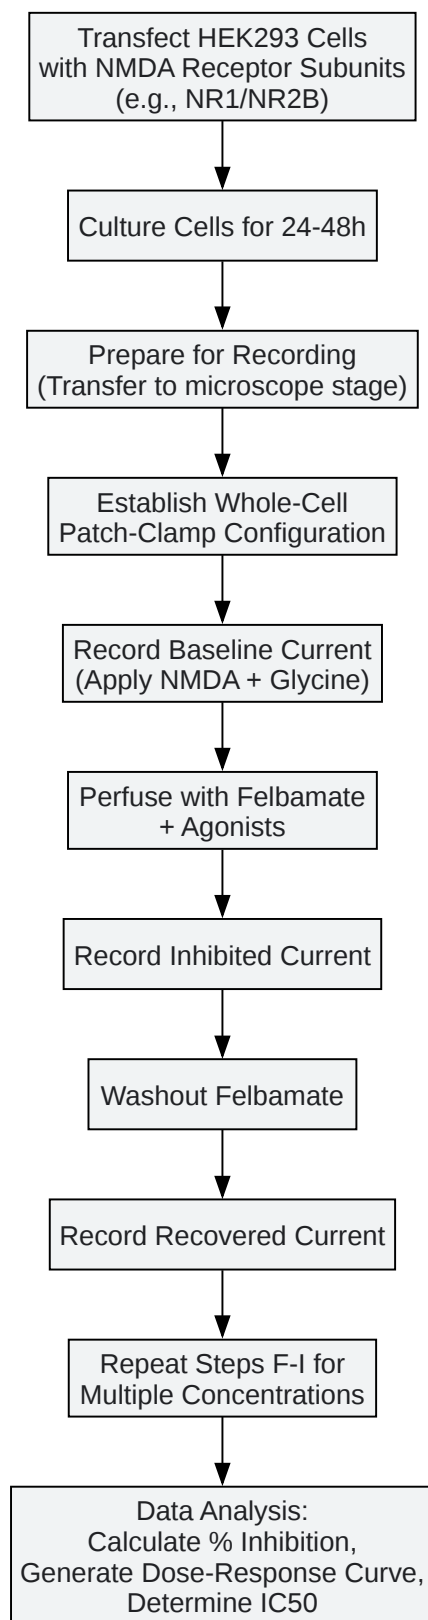 Transfect HEK293 Cells
with NMDA Receptor Subunits
(e.g., NR1/NR2B)
Culture Cells for 24-48h
Prepare for Recording
(Transfer to microscope stage)
Establish Whole-Cell
Patch-Clamp Configuration
Record Baseline Current
(Apply NMDA + Glycine)
Perfuse with Felbamate
+ Agonists
Record Inhibited Current
Washout Felbamate
Record Recovered Current
Repeat Steps F-I for
Multiple Concentrations
Data Analysis:
Calculate % Inhibition,
Generate Dose-Response Curve,
Determine IC50